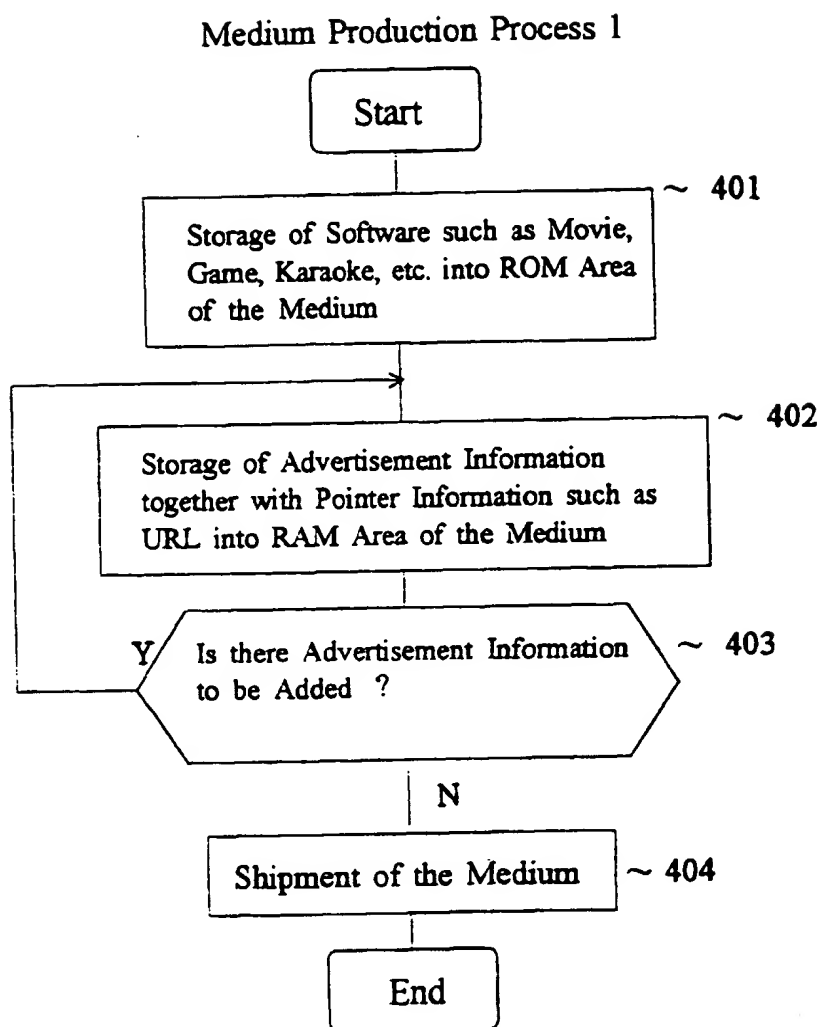 Medium Production Process 1
Start
~ 401
Storage of Software such as Movie,
Game, Karaoke, etc. into ROM Area
of the Medium
~ 402
Storage of Advertisement Information
together with Pointer Information such as
URL into RAM Area of the Medium
Y
Is there Advertisement Information
to be Added ?
~ 403
N
Shipment of the Medium
~ 404
End